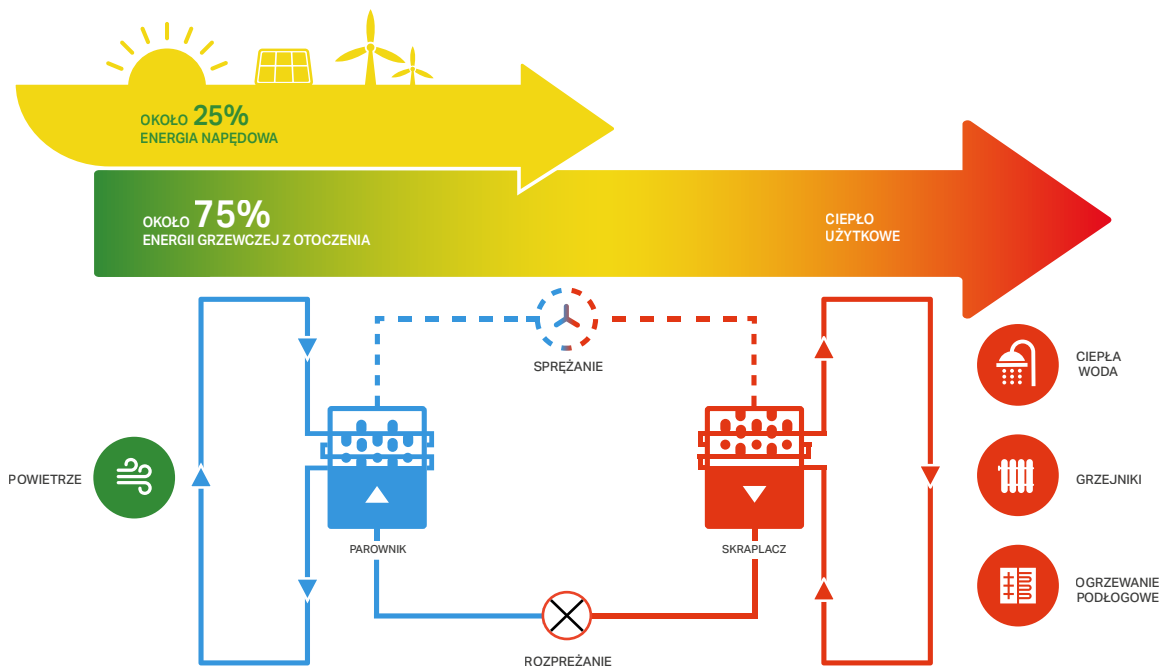 OKOŁO 25%
ENERGIA NAPĘDOWA
OKOŁO 75%
ENERGII GRZEWCZEJ Z OTOCZENIA
CIEPŁO
UŻYTKOWE
SPRĘŻANIE
CIEPŁA
WODA
POWIETRZE
GRZEJNIKI
PAROWNIK
SKRAPLACZ
OGRZEWANIE
PODŁOGOWE
ROZPRĘŻANIE